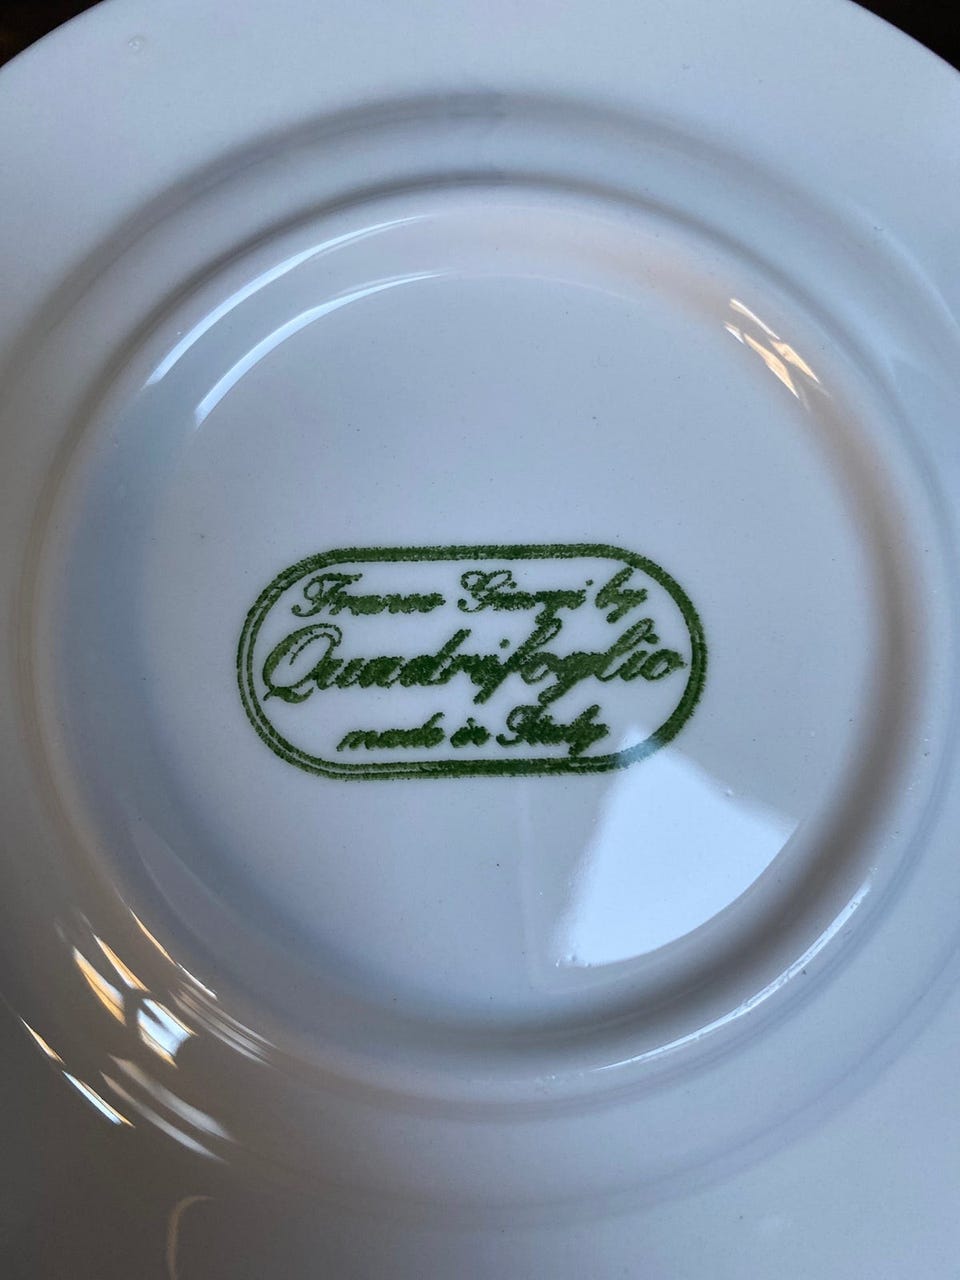 Franco Giorgi by
Quadrifoglio
made in Italy